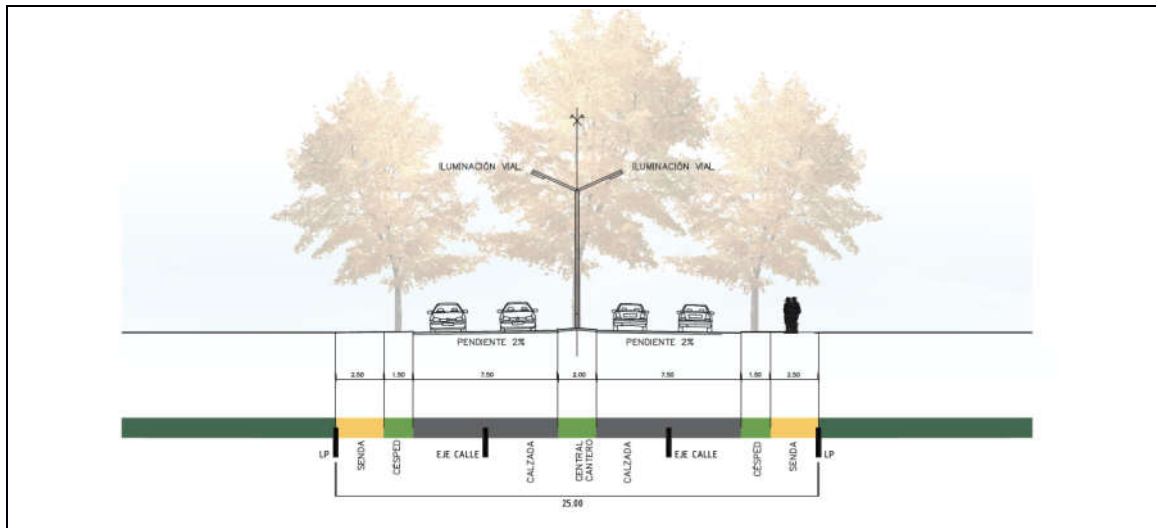 ILUMINACIÓN VIAL
ILUMINACIÓN VIAL
PENDIENTE 2%
PENDIENTE 2%
2.50
1.50
7.50
2.00
7.50
1.50
2.50
LP
SENDA
CÉSPED
EJE CALLE
CALZADA
CENTRAL
CANTERO
CALZADA
EJE CALLE
CÉSPED
SENDA
LP
25.00